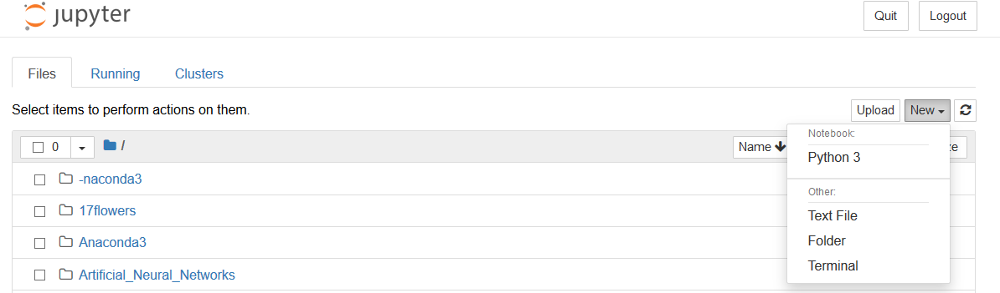 jupyter
Quit Logout
Files Running Clusters
Select items to perform actions on them.
Upload New
0 / Name
Notebook:
Python 3
-naconda3
Other:
17flowers
Text File
Anaconda3
Folder
Artificial_Neural_Networks
Terminal